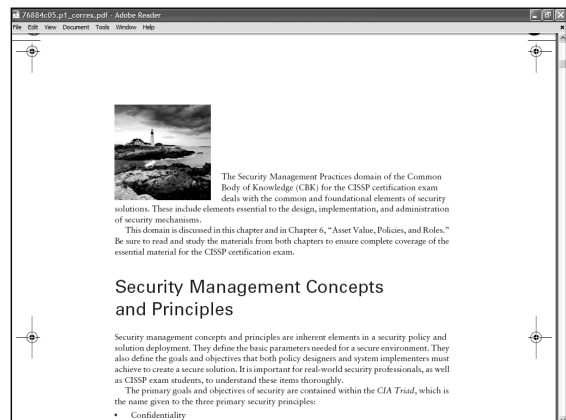 76884c05.p1_correx.pdf - Adobe Reader
File Edit View Document Tools Window Help
The Security Management Practices domain of the Common
Body of Knowledge (CBK) for the CISSP certification exam
deals with the common and foundational elements of security
solutions. These include elements essential to the design, implementation, and administration
of security mechanisms.
This domain is discussed in this chapter and in Chapter 6, “Asset Value, Policies, and Roles.”
Be sure to read and study the materials from both chapters to ensure complete coverage of the
essential material for the CISSP certification exam.
Security Management Concepts
and Principles
Security management concepts and principles are inherent elements in a security policy and
solution deployment. They define the basic parameters needed for a secure environment. They
also define the goals and objectives that both policy designers and system implementers must
achieve to create a secure solution. It is important for real-world security professionals, as well
as CISSP exam students, to understand these items thoroughly.
The primary goals and objectives of security are contained within the CIA Triad, which is
the name given to the three primary security principles:
▪ Confidentiality